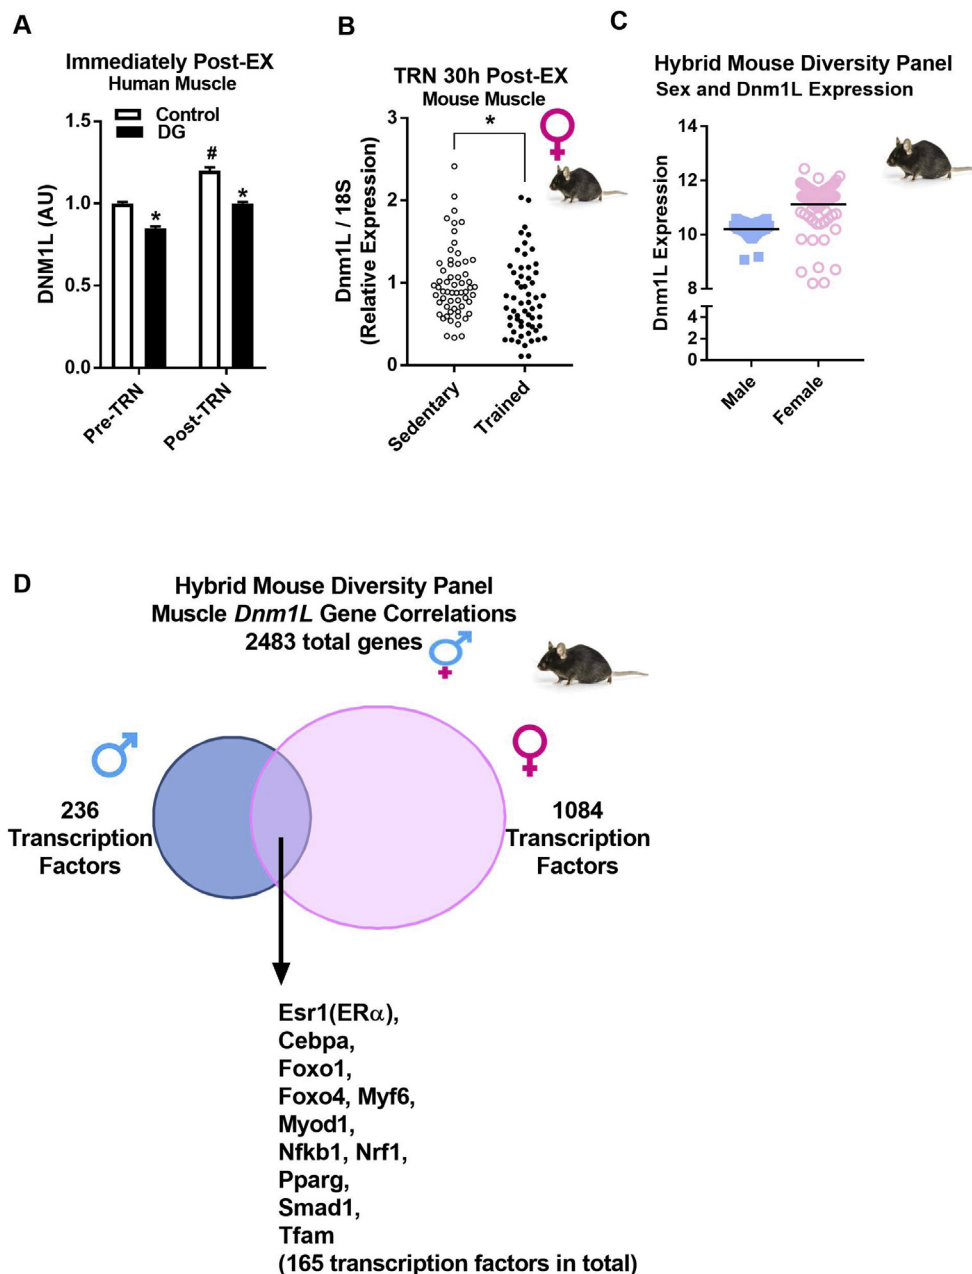 A
Immediately Post-EX
Human Muscle
Control
DG
DNM1L (AU)
1.5
1.0
0.5
0.0
#
*
*
Pre-TRN
Post-TRN
B
TRN 30h Post-EX
Mouse Muscle
*
Dnm1L / 18S
(Relative Expression)
3
2
1
0
Sedentary
Trained
C
Hybrid Mouse Diversity Panel
Sex and Dnm1L Expression
Dnm1L Expression
14
12
10
8
4
2
0
Male
Female
D
Hybrid Mouse Diversity Panel
Muscle Dnm1L Gene Correlations
2483 total genes
236
Transcription
Factors
1084
Transcription
Factors
Esr1(ERα),
Cebpa,
Foxo1,
Foxo4, Myf6,
Myod1,
Nfkb1, Nrf1,
Pparg,
Smad1,
Tfam
(165 transcription factors in total)